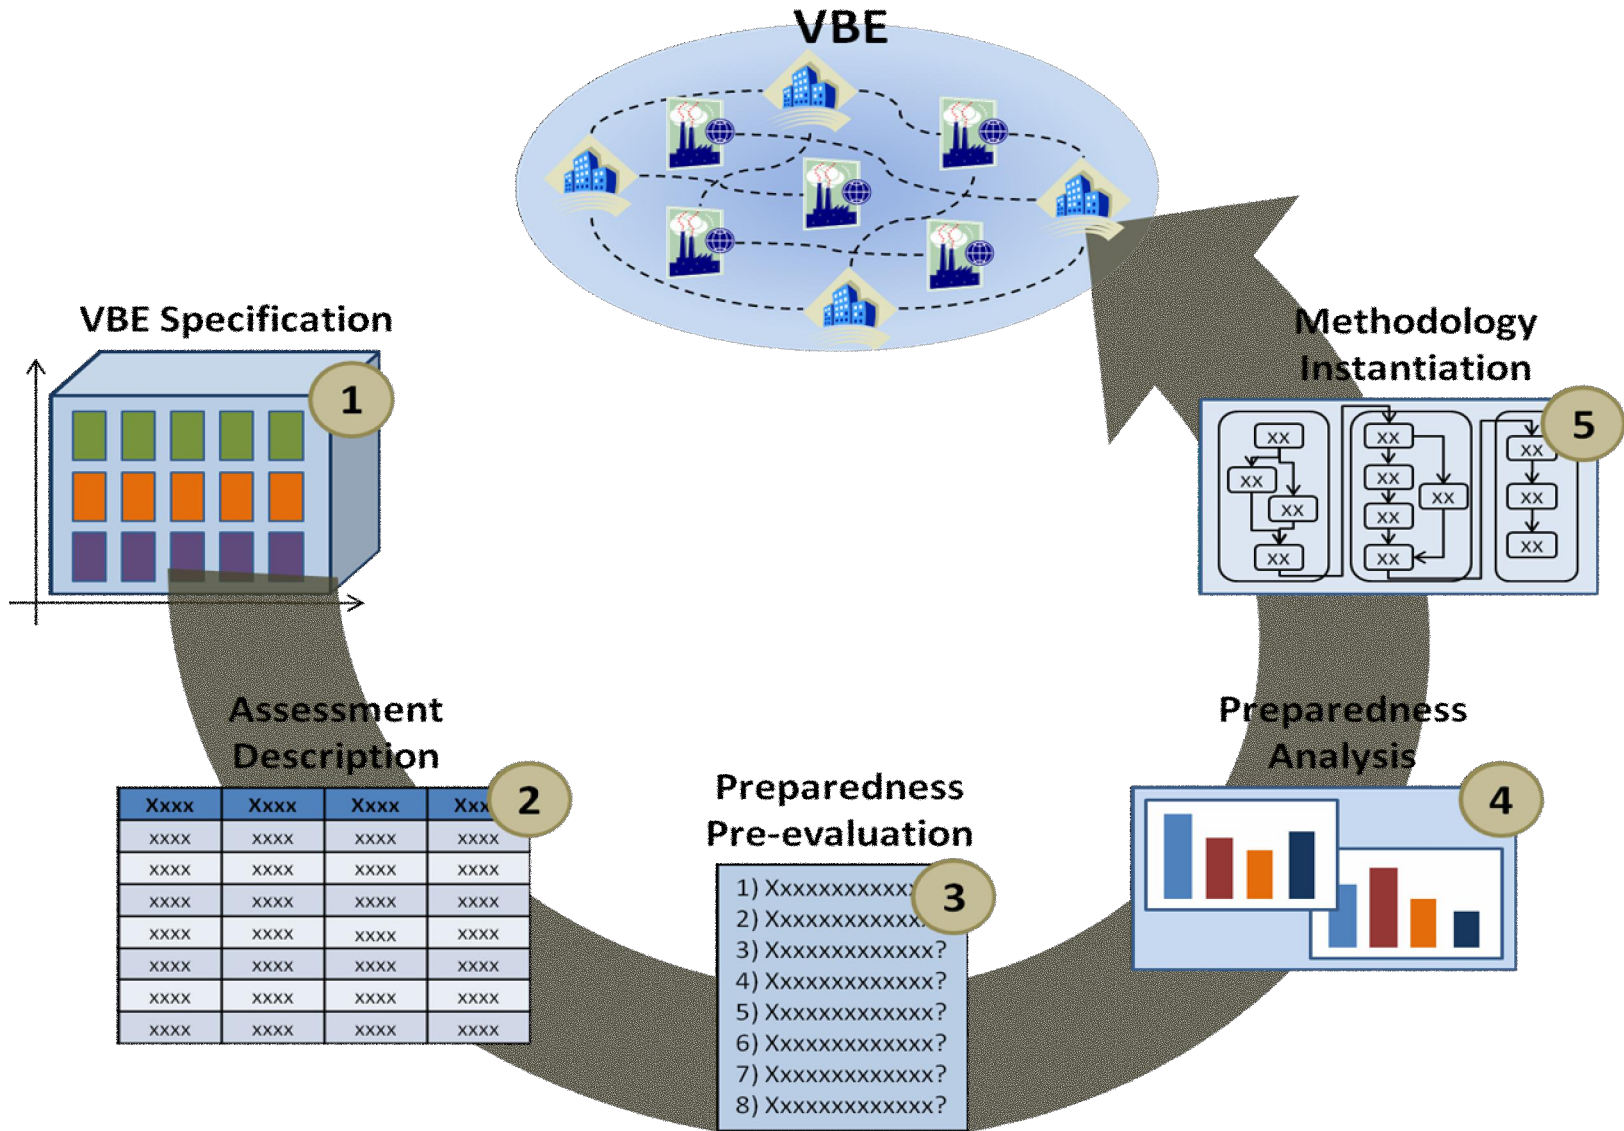 VBE
VBE Specification
1
Methodology
Instantiation
5
xx xx xx
xx xx xx xx
xx xx xx
xx xx
Assessment
Description
2
Xxxx Xxxx Xxxx
xxxx xxxx xxxx xxxx
xxxx xxxx xxxx xxxx
xxxx xxxx xxxx xxxx
xxxx xxxx xxxx xxxx
xxxx xxxx xxxx xxxx
xxxx xxxx xxxx xxxx
xxxx xxxx xxxx xxxx
Preparedness
Pre-evaluation
3
1)
2)
3) Xxxxxxxxxxxxx?
4) Xxxxxxxxxxxxx?
5) Xxxxxxxxxxxxx?
6) Xxxxxxxxxxxxx?
7) Xxxxxxxxxxxxx?
8) Xxxxxxxxxxxxx?
Preparedness
Analysis
4